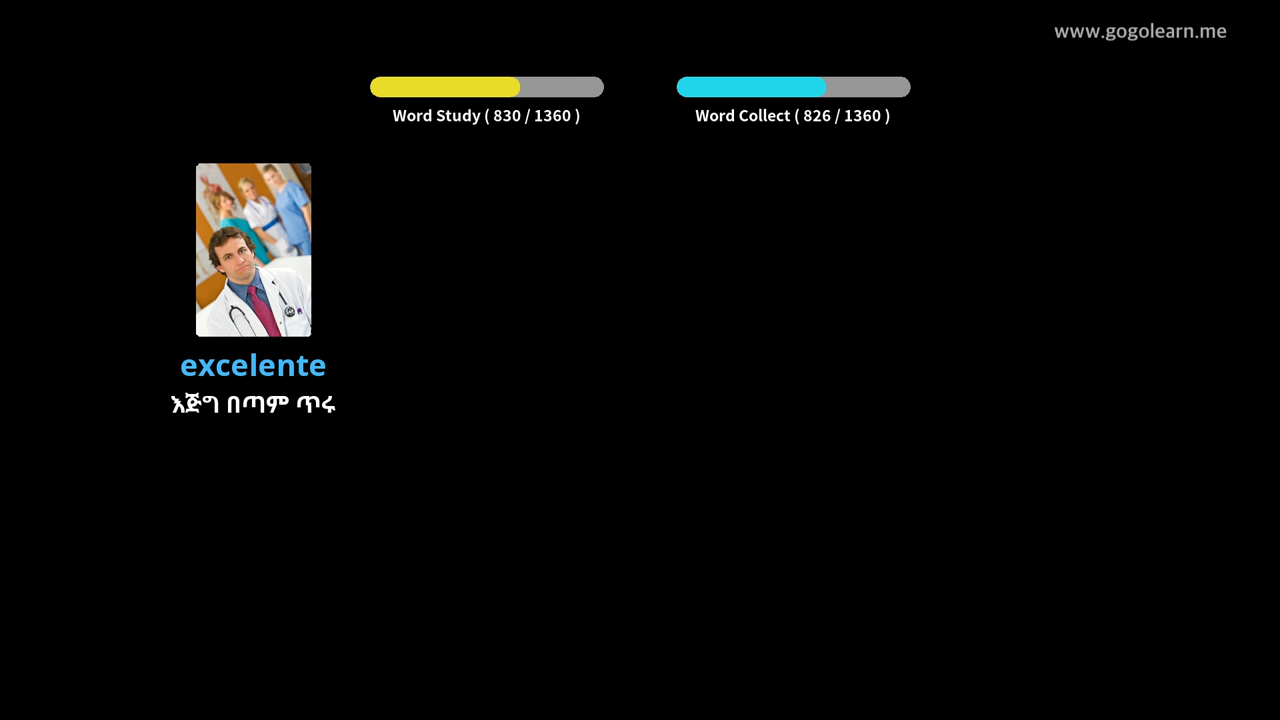 www.gogolearn.me
Word Study ( 830 / 1360 )
Word Collect ( 826 / 1360 )
excelente
እጅግ በጣም ጥሩ